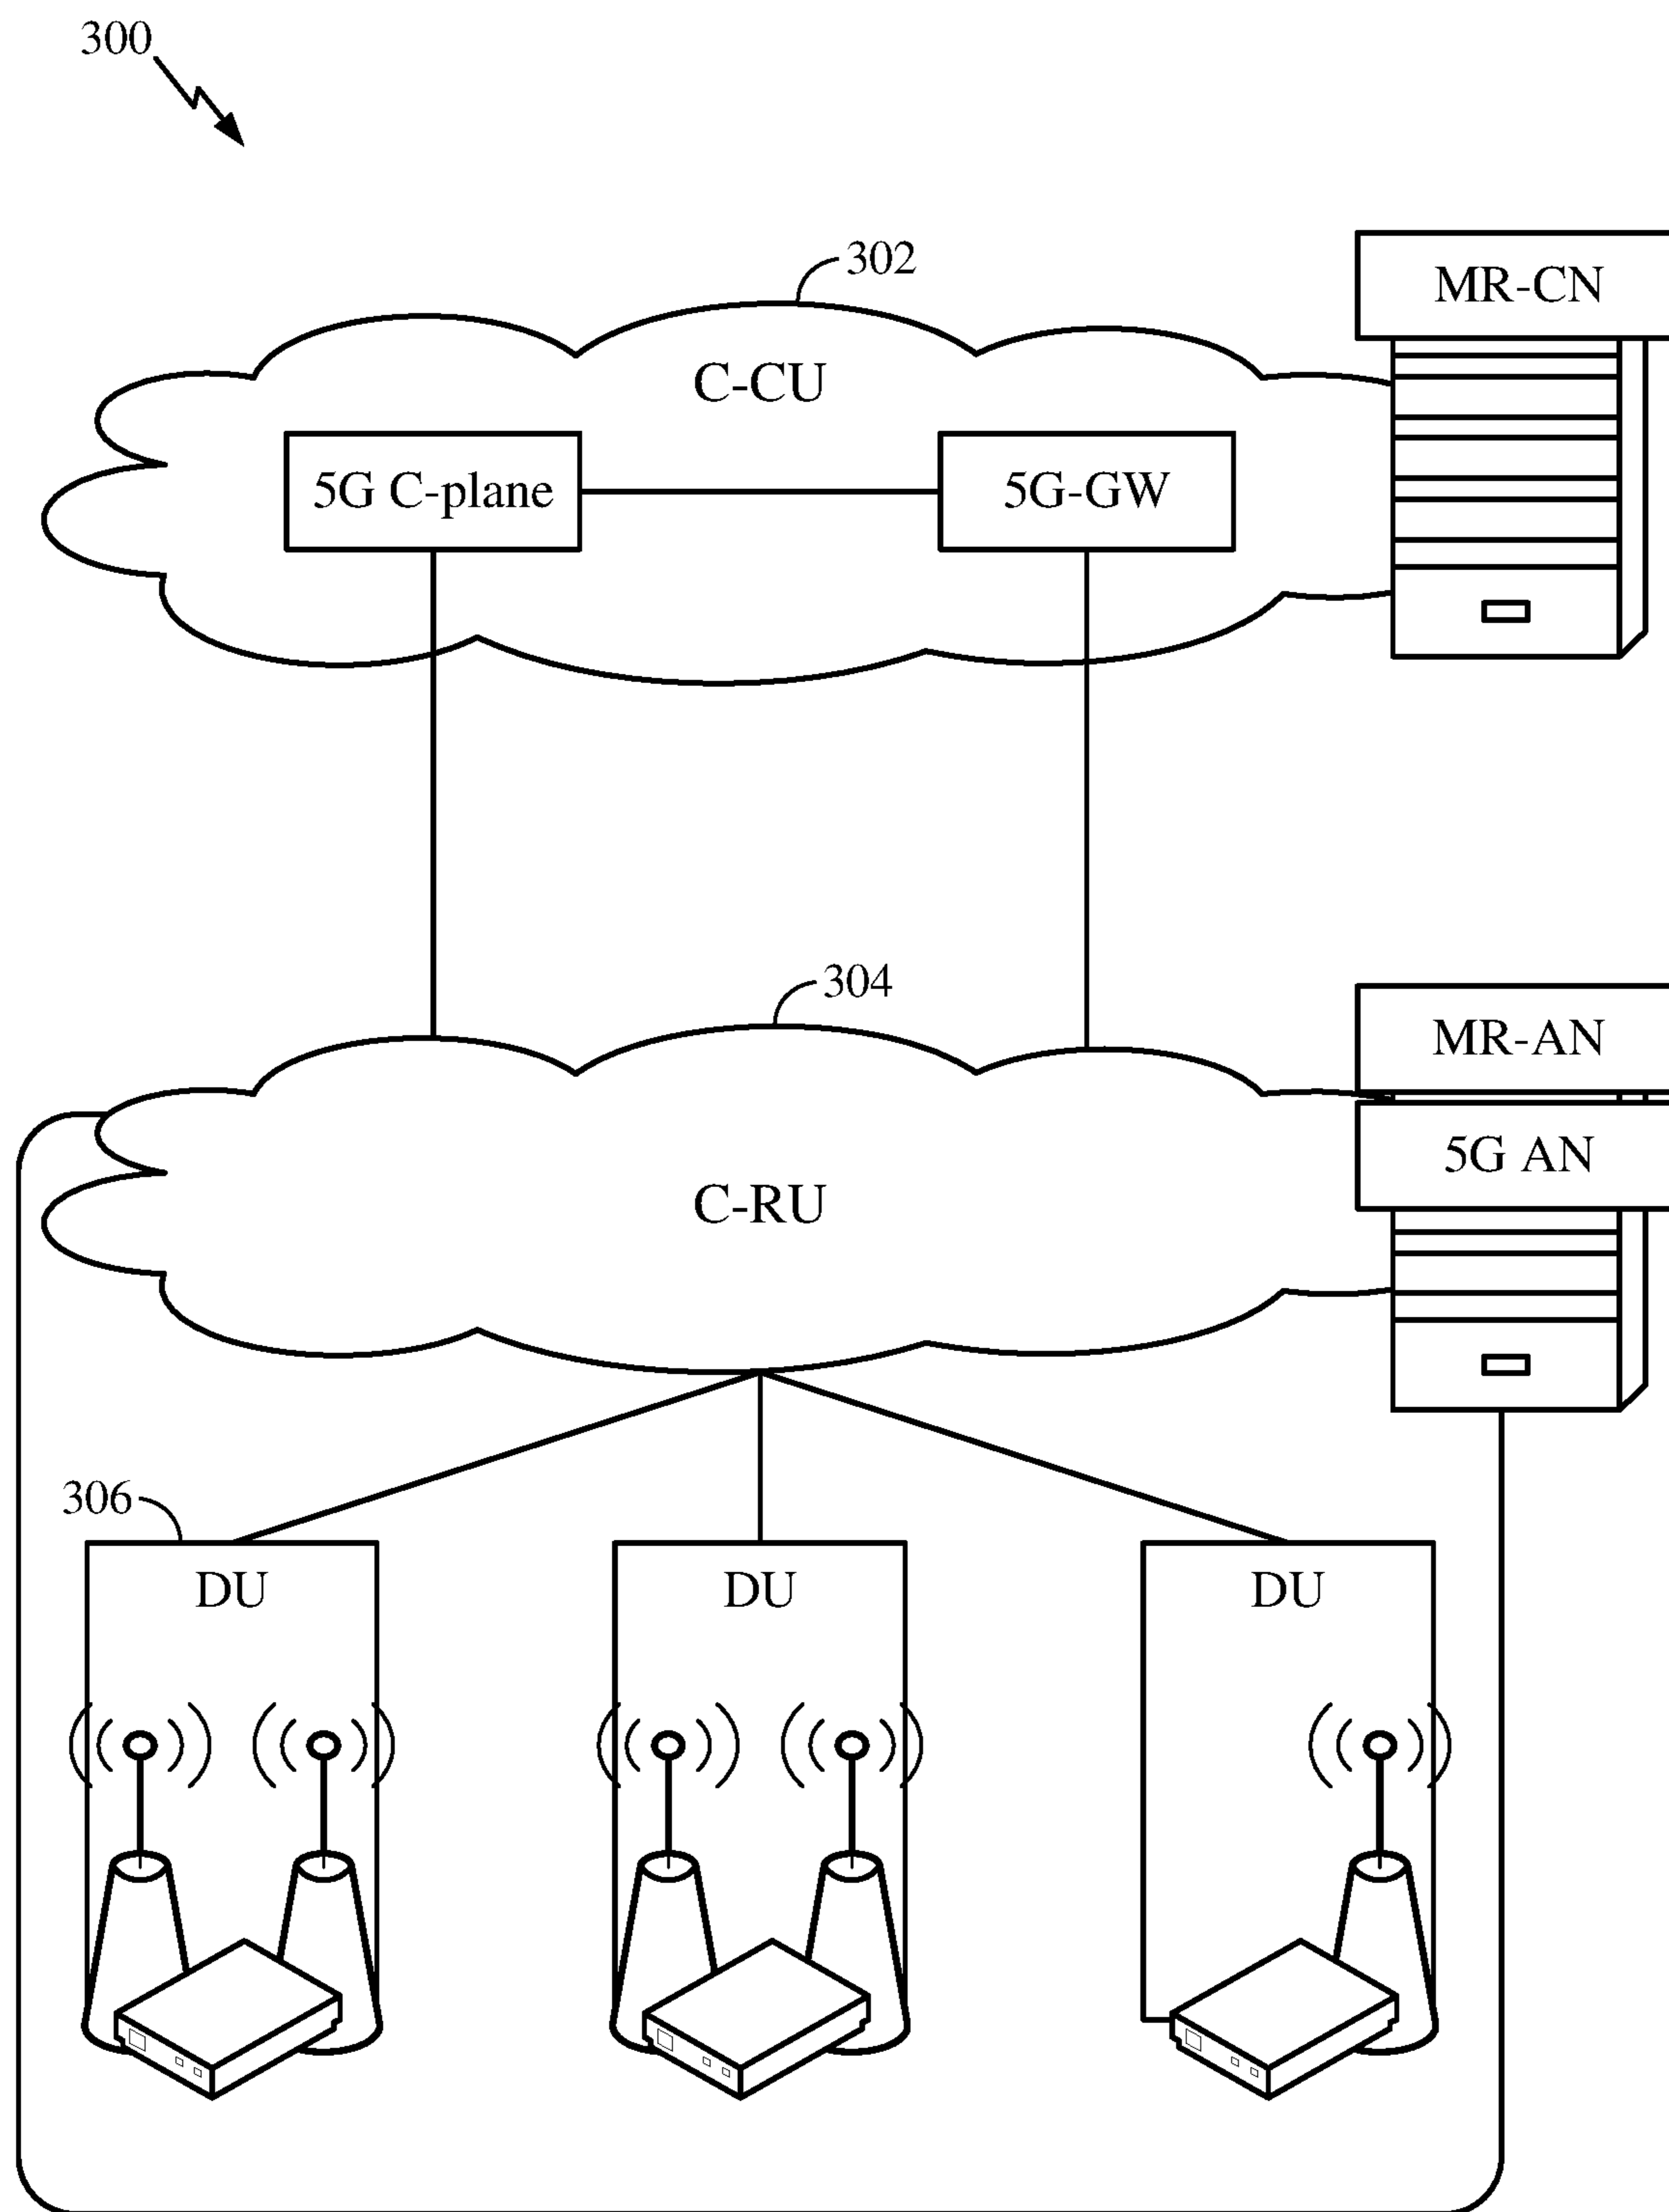 300
302
MR-CN
C-CU
5G C-plane
5G-GW
304
MR-AN
5G AN
C-RU
306
DU
DU
DU